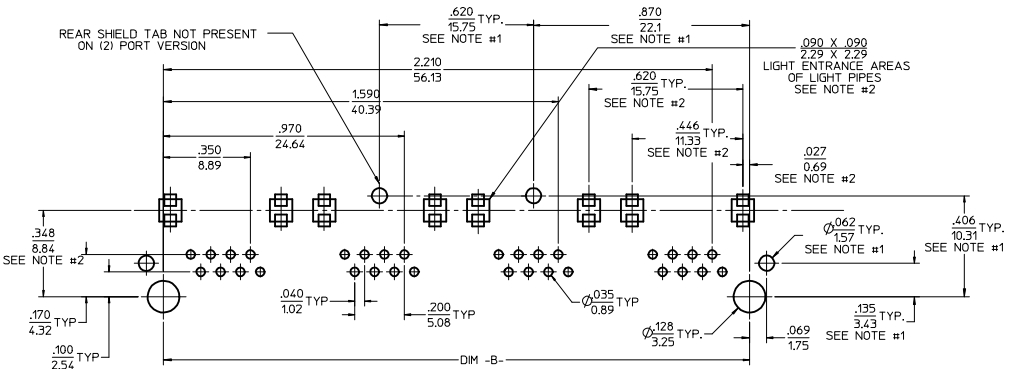 REAR SHIELD TAB NOT PRESENT
ON (2) PORT VERSION
.620
15.75 TYP.
SEE NOTE #1
.870
22.1
SEE NOTE #1
.090 X .090
2.29 X 2.29
LIGHT ENTRANCE AREAS
OF LIGHT PIPES
SEE NOTE #2
2.210
56.13
.620
15.75 TYP.
SEE NOTE #2
1.590
40.39
.970
24.64
.446
11.33 TYP.
SEE NOTE #2
.350
8.89
.027
0.69
SEE NOTE #2
.348
8.84
SEE NOTE #2
Ø.062
1.57 TYP.
SEE NOTE #1
.406
10.31 TYP.
SEE NOTE #1
.040
1.02 TYP
.200
5.08 TYP
Ø.035
0.89 TYP
.170
4.32 TYP
.100
2.54 TYP
Ø.128
3.25 TYP.
.069
1.75
.135
3.43 TYP.
SEE NOTE #1
DIM -B-